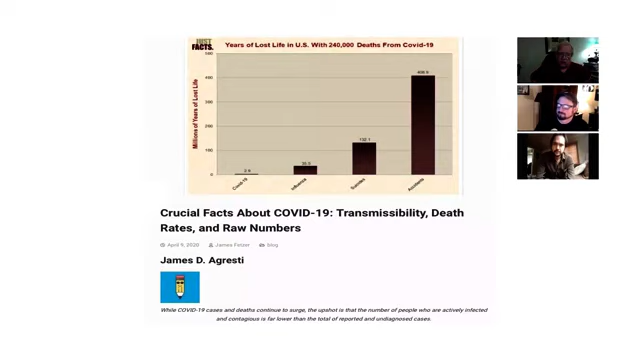 JUST
FACTS.
Years of Lost Life in U.S. With 240,000 Deaths From Covid-19
Millions of Years of Lost Life
400
300
200
100
0
35.0
132.1
408.9
Covid-19
Influenza
Suicides
Accidents
Crucial Facts About COVID-19: Transmissibility, Death
Rates, and Raw Numbers
April 9, 2020 James Fetzer blog
James D. Agresti
While COVID-19 cases and deaths continue to surge, the upshot is that the number of people who are actively infected
and contagious is far lower than the total of reported and undiagnosed cases.